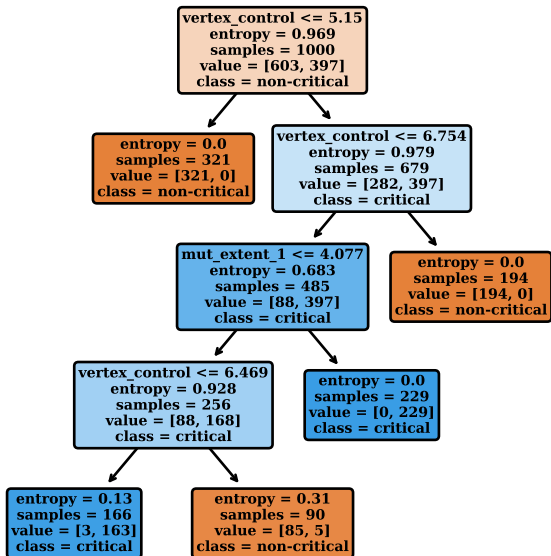 vertex_control <= 5.15
entropy = 0.969
samples = 1000
value = [603, 397]
class = non-critical
entropy = 0.0
samples = 321
value = [321, 0]
class = non-critical
vertex_control <= 6.754
entropy = 0.979
samples = 679
value = [282, 397]
class = critical
mut_extent_1 <= 4.077
entropy = 0.683
samples = 485
value = [88, 397]
class = critical
entropy = 0.0
samples = 194
value = [194, 0]
class = non-critical
vertex_control <= 6.469
entropy = 0.928
samples = 256
value = [88, 168]
class = critical
entropy = 0.0
samples = 229
value = [0, 229]
class = critical
entropy = 0.13
samples = 166
value = [3, 163]
class = critical
entropy = 0.31
samples = 90
value = [85, 5]
class = non-critical